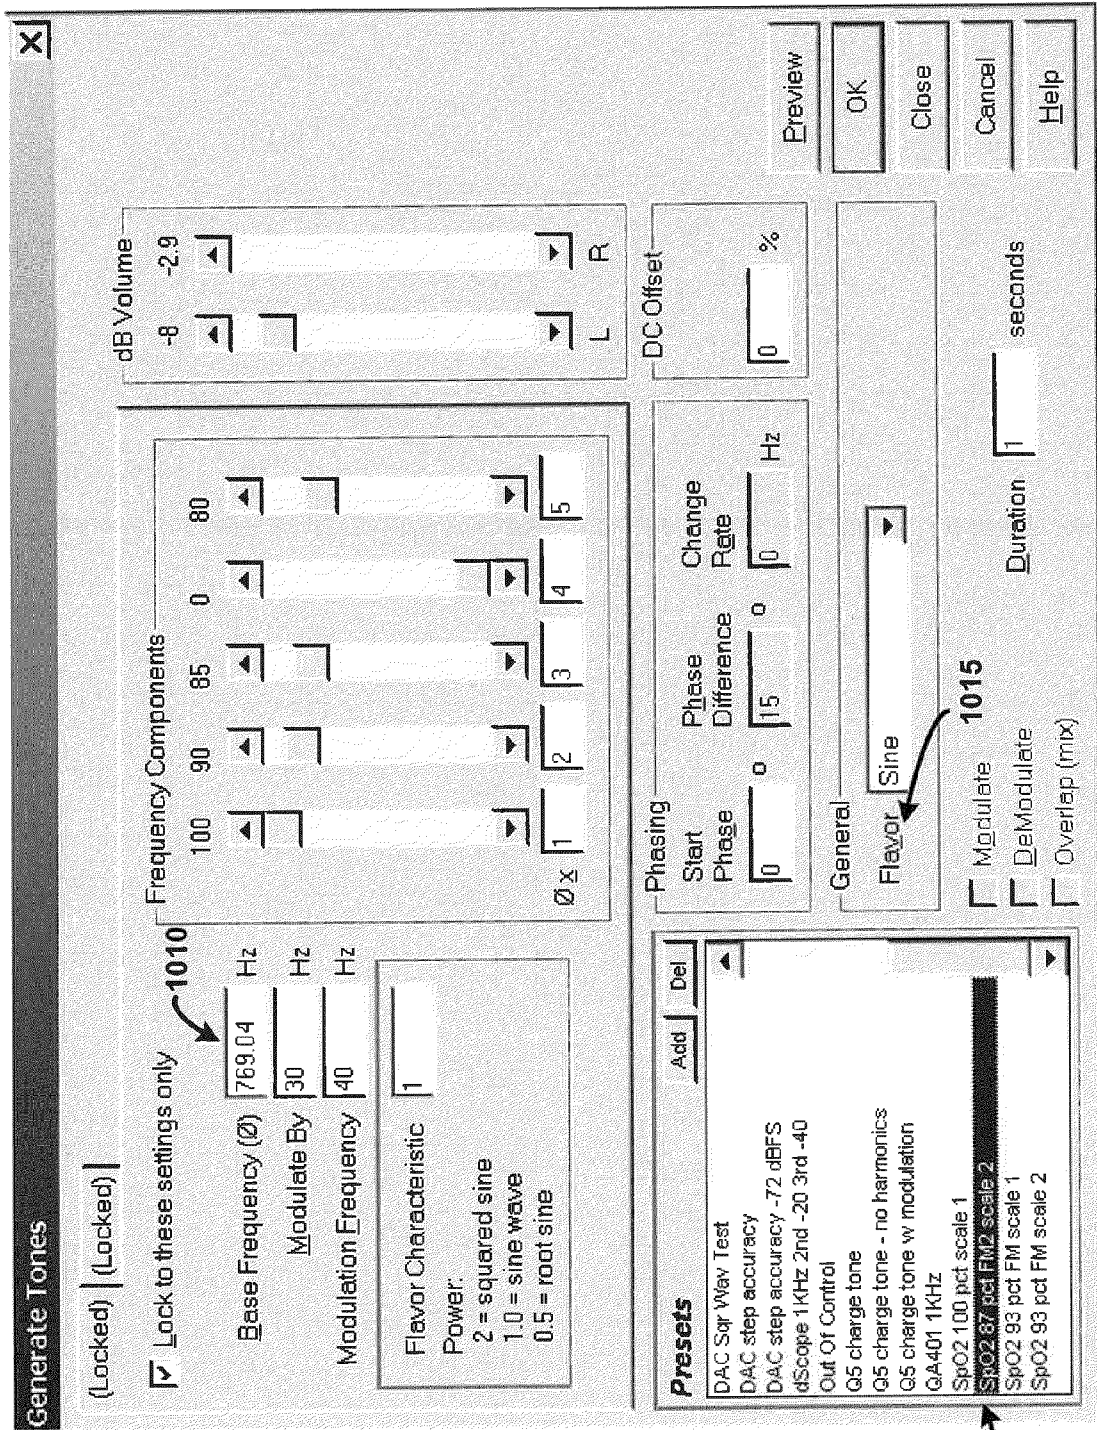 Generate Tones
(Locked) (Locked)
Lock to these settings only
1010
Base Frequency (Ø) 769.04 Hz
Modulate By 30 Hz
Modulation Frequency 40 Hz
Flavor Characteristic 1
Power:
2 = squared sine
1.0 = sine wave
0.5 = root sine
Frequency Components
100 90 85 0 80
Ø x 1 2 3 4 5
dB Volume
-8 -2.9
L R
Presets
Add Del
DAC Sqr Wav Test
DAC step accuracy
DAC step accuracy -72 dBFS
dScope 1KHz 2nd -20 3rd -40
Out Of Control
Q5 charge tone
Q5 charge tone - no harmonics
Q5 charge tone w modulation
QA401 1KHz
SpO2 100 pct scale 1
SpO2 87 pct FM2 scale 2
SpO2 93 pct FM scale 1
SpO2 93 pct FM scale 2
Phasing
Start Phase 0 o
Phase Difference 15 o
Change Rate 0 Hz
DC Offset
0 %
General
Flavor Sine
1015
Modulate
DeModulate
Overlap (mix)
Duration 1 seconds
Preview
OK
Close
Cancel
Help